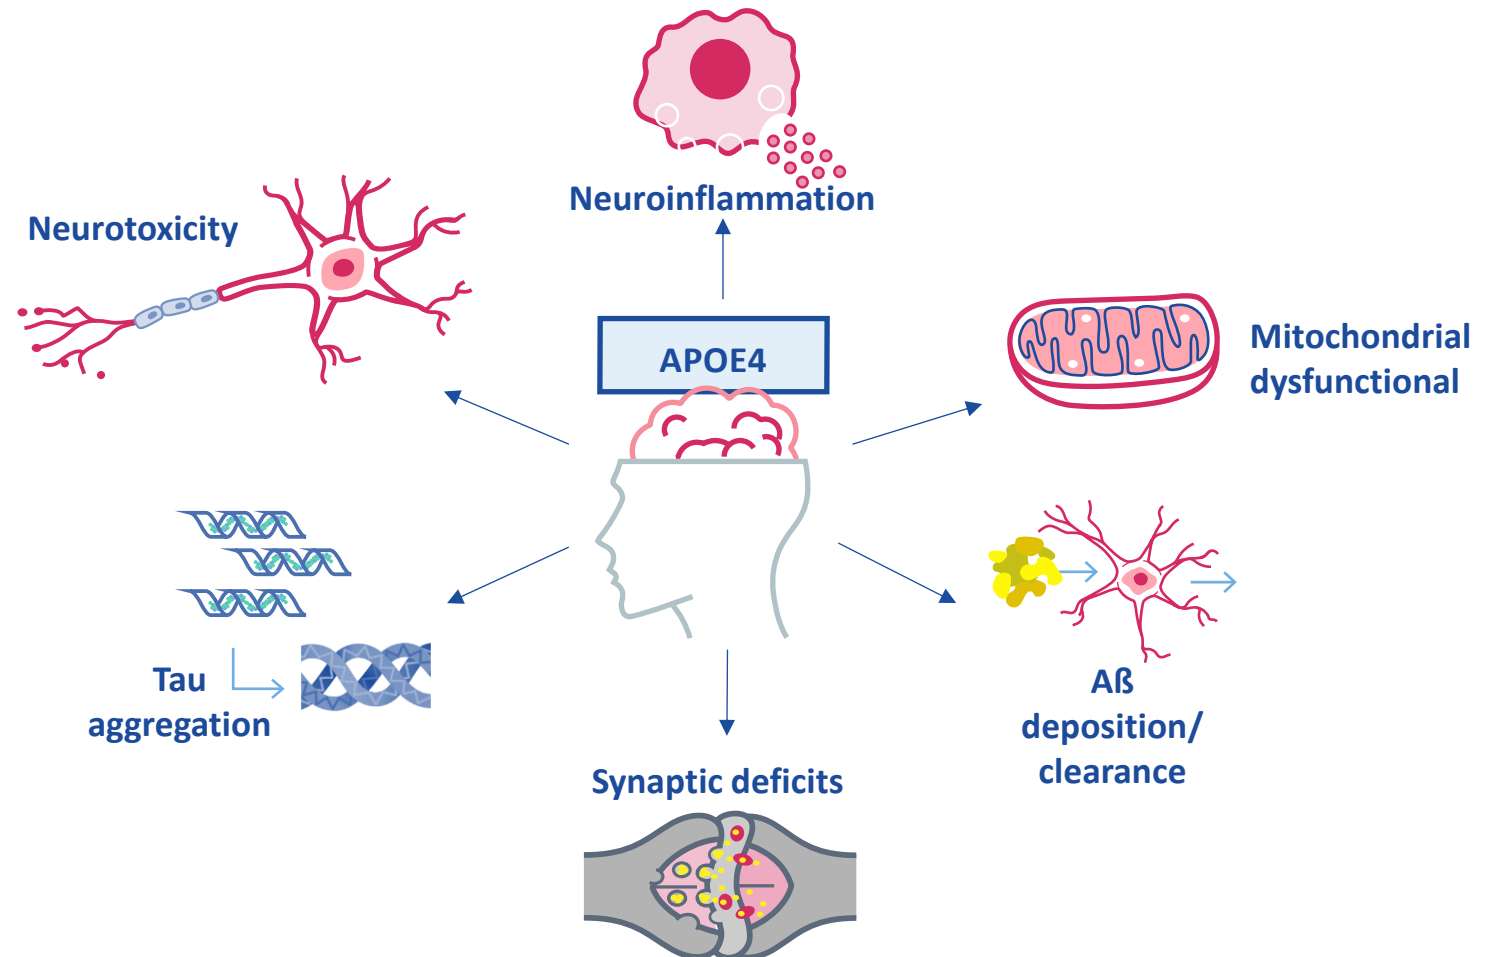 Neuroinflammation
Neurotoxicity
APOE4
Mitochondrial
dysfunctional
Tau
aggregation
Aß
deposition/
clearance
Synaptic deficits